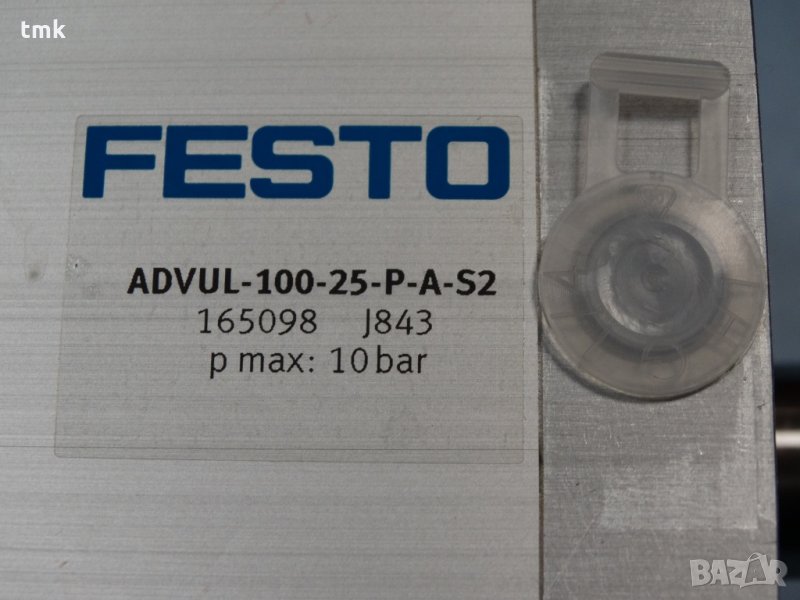 tmk
FESTO
ADVUL-100-25-P-A-S2
165098 J843
p max: 10 bar
BAZAR